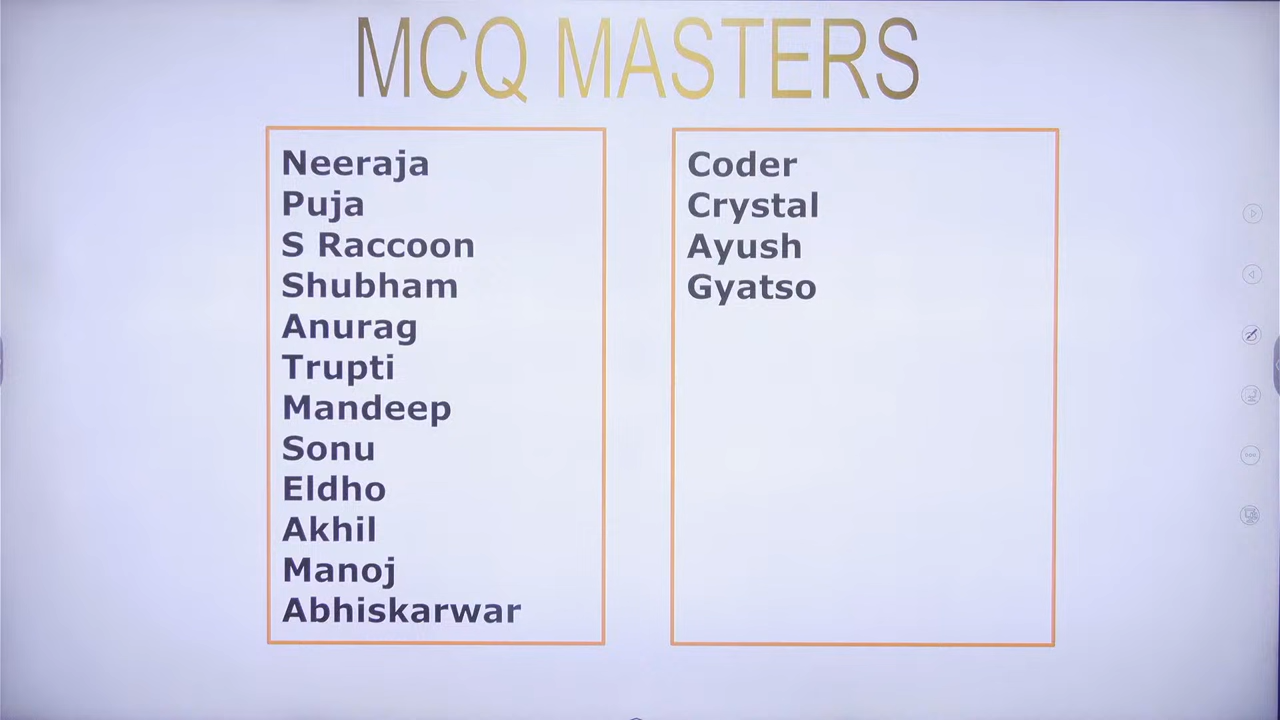 MCQ MASTERS
Neeraja
Puja
S Raccoon
Shubham
Anurag
Trupti
Mandeep
Sonu
Eldho
Akhil
Manoj
Abhiskarwar
Coder
Crystal
Ayush
Gyatso